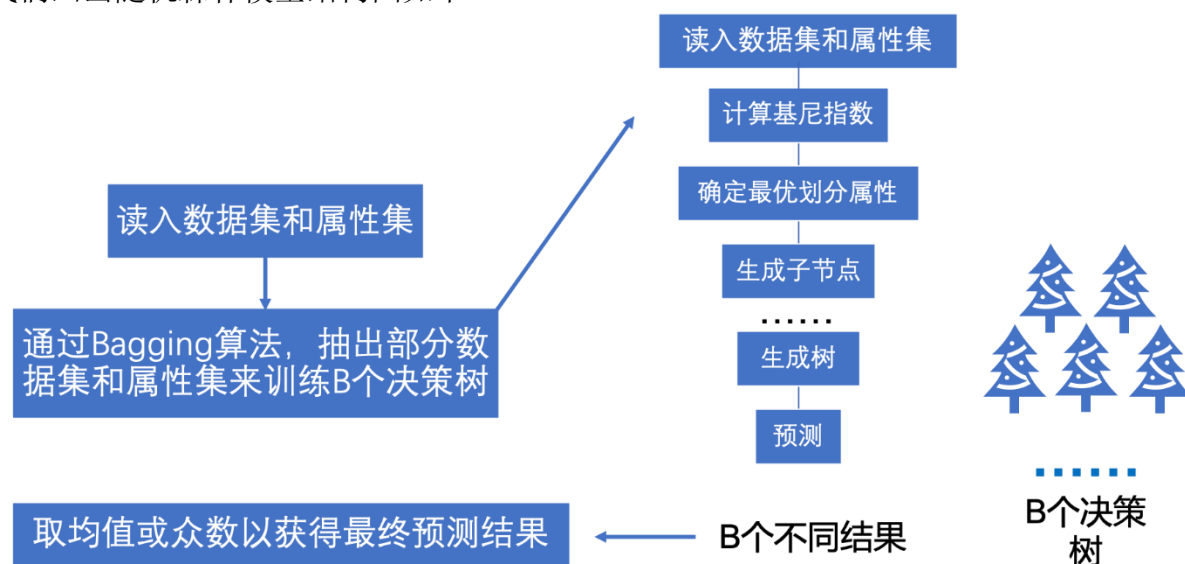 读入数据集和属性集
通过Bagging算法，抽出部分数
据集和属性集来训练B个决策树
读入数据集和属性集
计算基尼指数
确定最优划分属性
生成子节点
......
生成树
预测
......
B个决策
树
B个不同结果
取均值或众数以获得最终预测结果